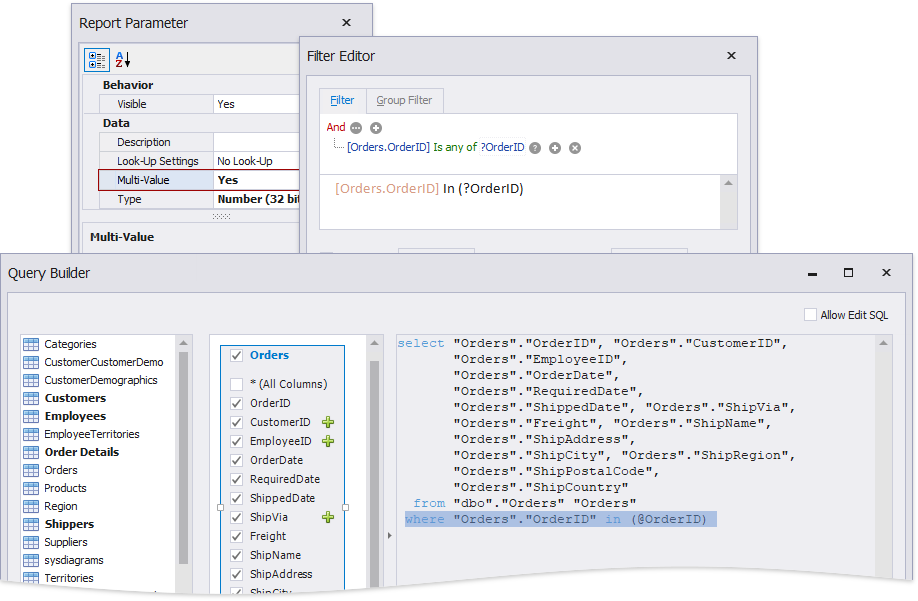 Report Parameter
Behavior
Visible Yes
Data
Description
Look-Up Settings No Look-Up
Multi-Value Yes
Type Number (32 bit
Multi-Value
Filter Editor
Filter Group Filter
And
[Orders.OrderID] Is any of ?OrderID
[Orders.OrderID] In (?OrderID)
Query Builder
Allow Edit SQL
Categories
CustomerCustomerDemo
CustomerDemographics
Customers
Employees
EmployeeTerritories
Order Details
Orders
Products
Region
Shippers
Suppliers
sysdiagrams
Territories
Orders
* (All Columns)
OrderID
CustomerID
EmployeeID
OrderDate
RequiredDate
ShippedDate
ShipVia
Freight
ShipName
ShipAddress
ShipCity
select "Orders"."OrderID", "Orders"."CustomerID",
"Orders"."EmployeeID",
"Orders"."OrderDate",
"Orders"."RequiredDate",
"Orders"."ShippedDate", "Orders"."ShipVia",
"Orders"."Freight", "Orders"."ShipName",
"Orders"."ShipAddress",
"Orders"."ShipCity", "Orders"."ShipRegion",
"Orders"."ShipPostalCode",
"Orders"."ShipCountry"
from "dbo"."Orders" "Orders"
where "Orders"."OrderID" in (@OrderID)